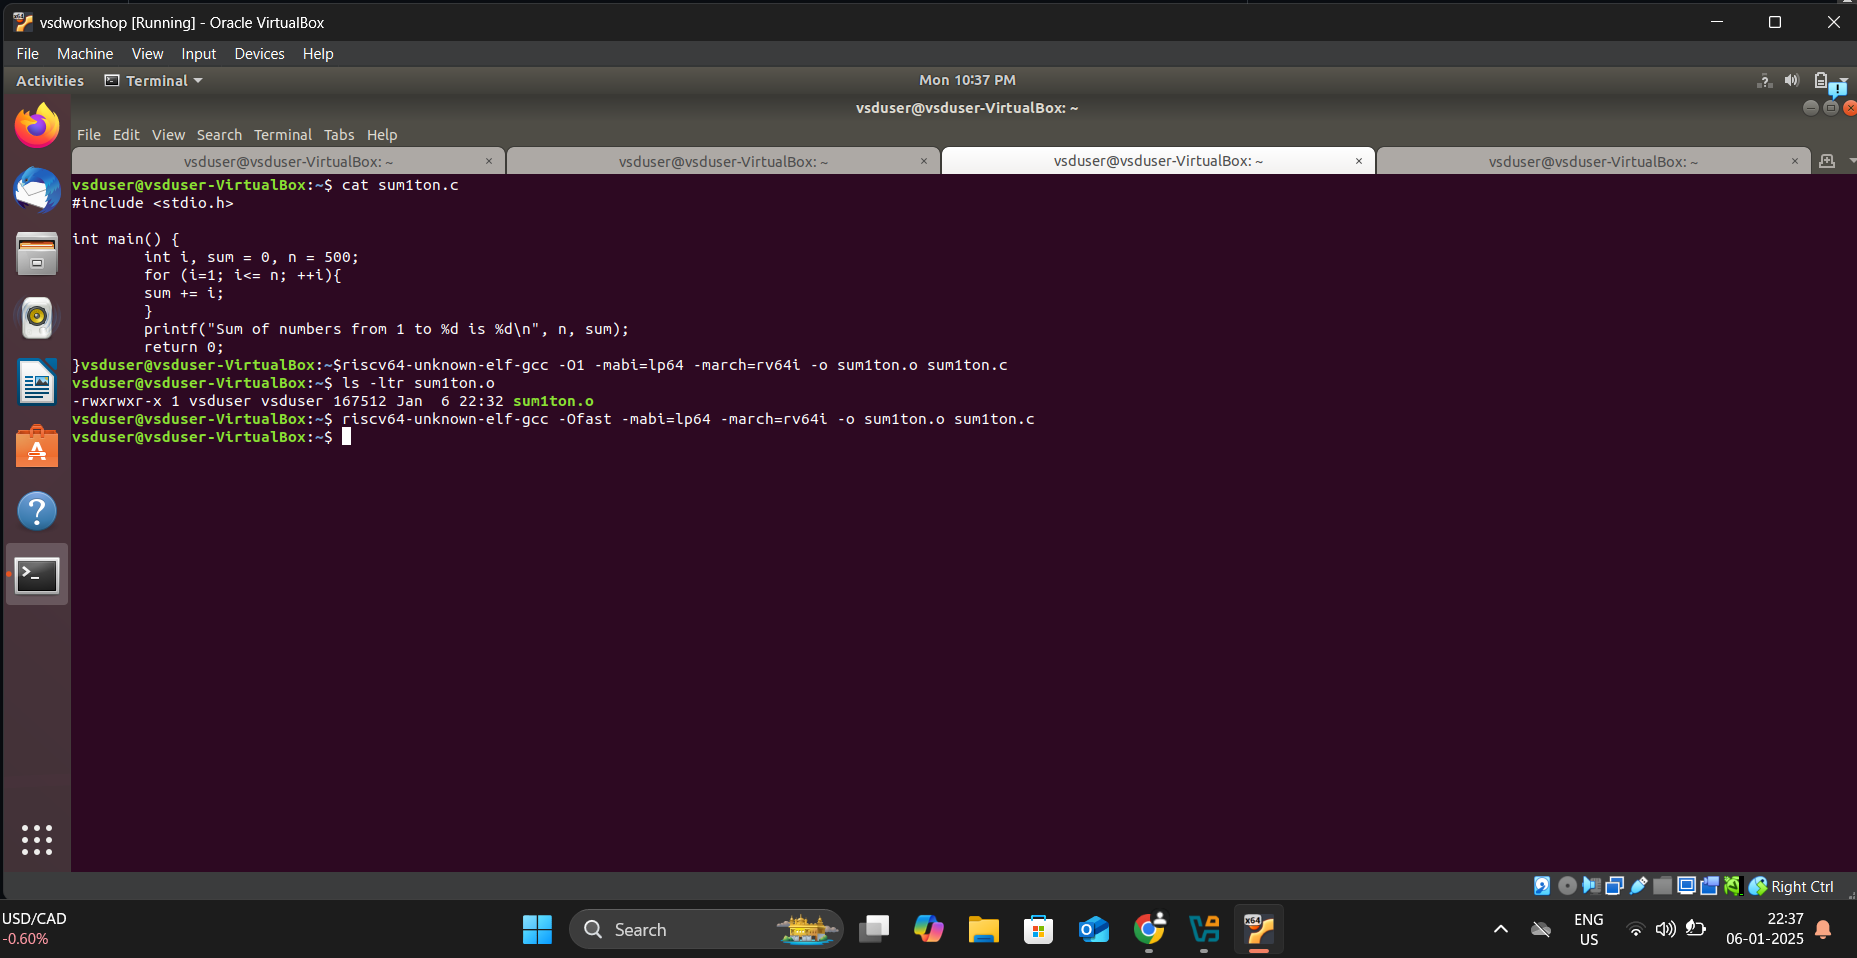 vsdworkshop [Running] - Oracle VirtualBox
File Machine View Input Devices Help
Activities Terminal Mon 10:37 PM
vsduser@vsduser-VirtualBox: ~
File Edit View Search Terminal Tabs Help
vsduser@vsduser-VirtualBox: ~ × vsduser@vsduser-VirtualBox: ~ × vsduser@vsduser-VirtualBox: ~ × vsduser@vsduser-VirtualBox: ~ ×
vsduser@vsduser-VirtualBox:~$ cat sum1ton.c
#include <stdio.h>
int main() {
int i, sum = 0, n = 500;
for (i=1; i<= n; ++i){
sum += i;
}
printf("Sum of numbers from 1 to %d is %d\n", n, sum);
return 0;
}vsduser@vsduser-VirtualBox:~$riscv64-unknown-elf-gcc -O1 -mabi=lp64 -march=rv64i -o sum1ton.o sum1ton.c
vsduser@vsduser-VirtualBox:~$ ls -ltr sum1ton.o
-rwxrwxr-x 1 vsduser vsduser 167512 Jan  6 22:32 sum1ton.o
vsduser@vsduser-VirtualBox:~$ riscv64-unknown-elf-gcc -Ofast -mabi=lp64 -march=rv64i -o sum1ton.o sum1ton.c
vsduser@vsduser-VirtualBox:~$
Right Ctrl
USD/CAD
-0.60%
Search
x64
ENG
US
22:37
06-01-2025